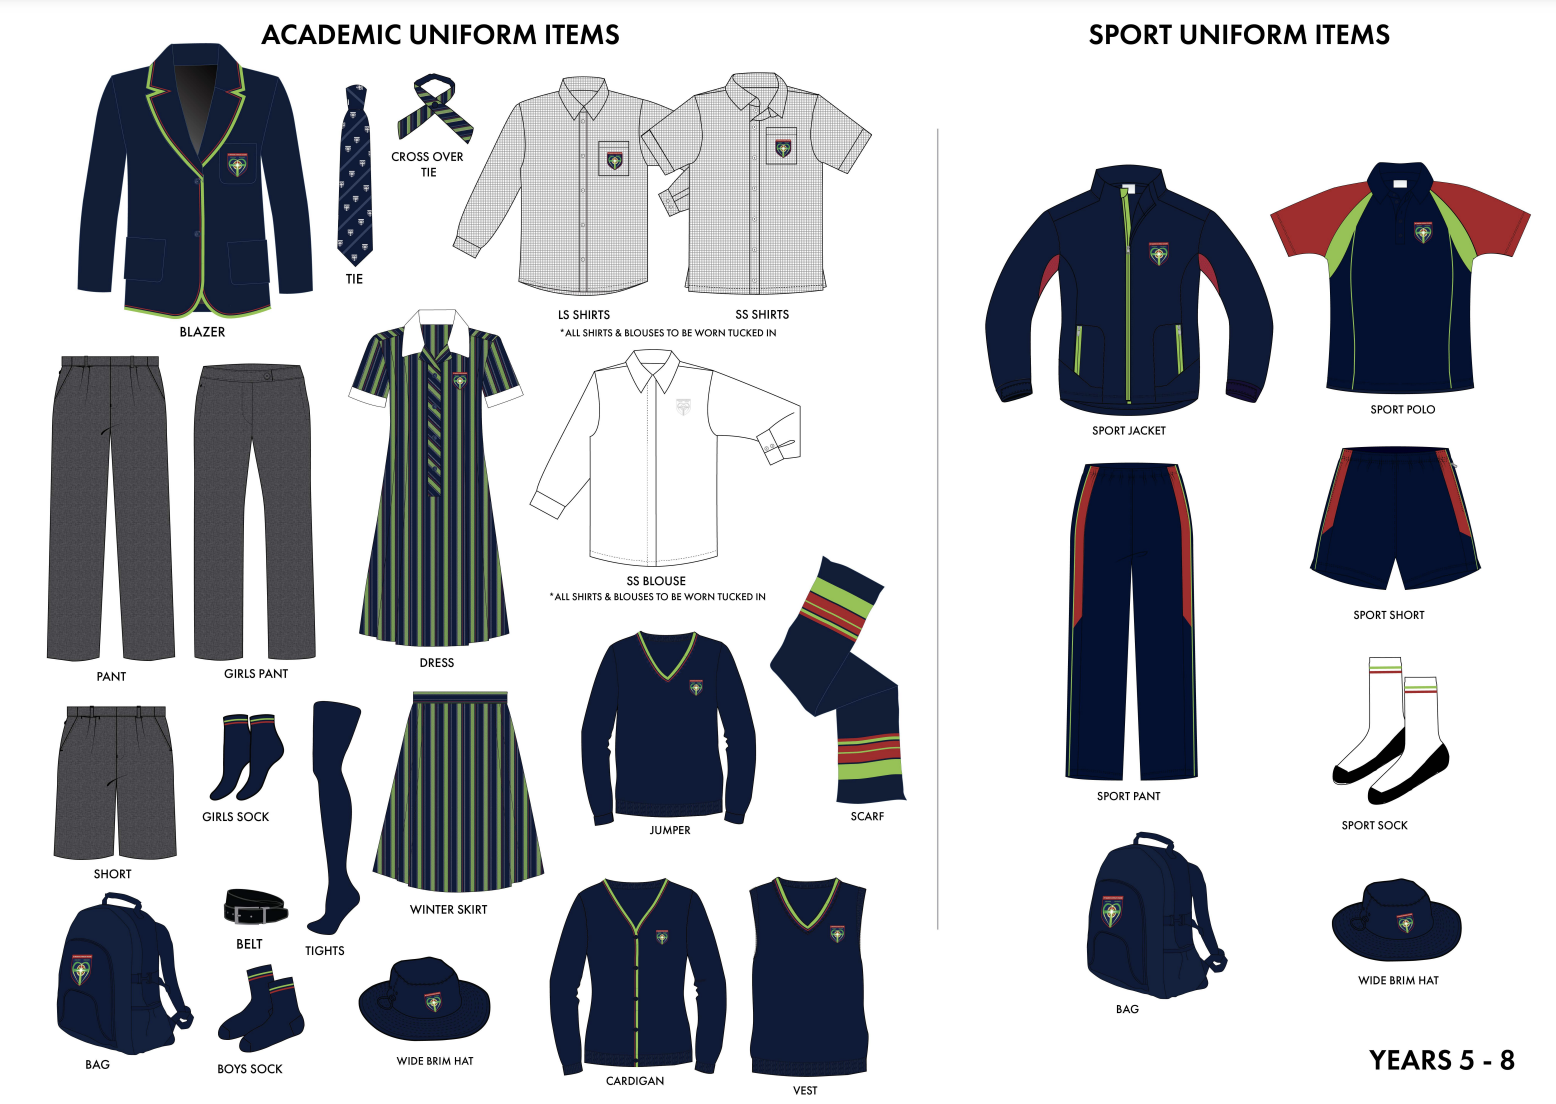 ACADEMIC UNIFORM ITEMS
SPORT UNIFORM ITEMS
CROSS OVER
TIE
TIE
BLAZER
LS SHIRTS
SS SHIRTS
*ALL SHIRTS & BLOUSES TO BE WORN TUCKED IN
SS BLOUSE
*ALL SHIRTS & BLOUSES TO BE WORN TUCKED IN
PANT
GIRLS PANT
DRESS
GIRLS SOCK
JUMPER
SCARF
SHORT
WINTER SKIRT
BELT
TIGHTS
BAG
BOYS SOCK
WIDE BRIM HAT
CARDIGAN
VEST
SPORT JACKET
SPORT POLO
SPORT SHORT
SPORT PANT
SPORT SOCK
WIDE BRIM HAT
BAG
YEARS 5 - 8